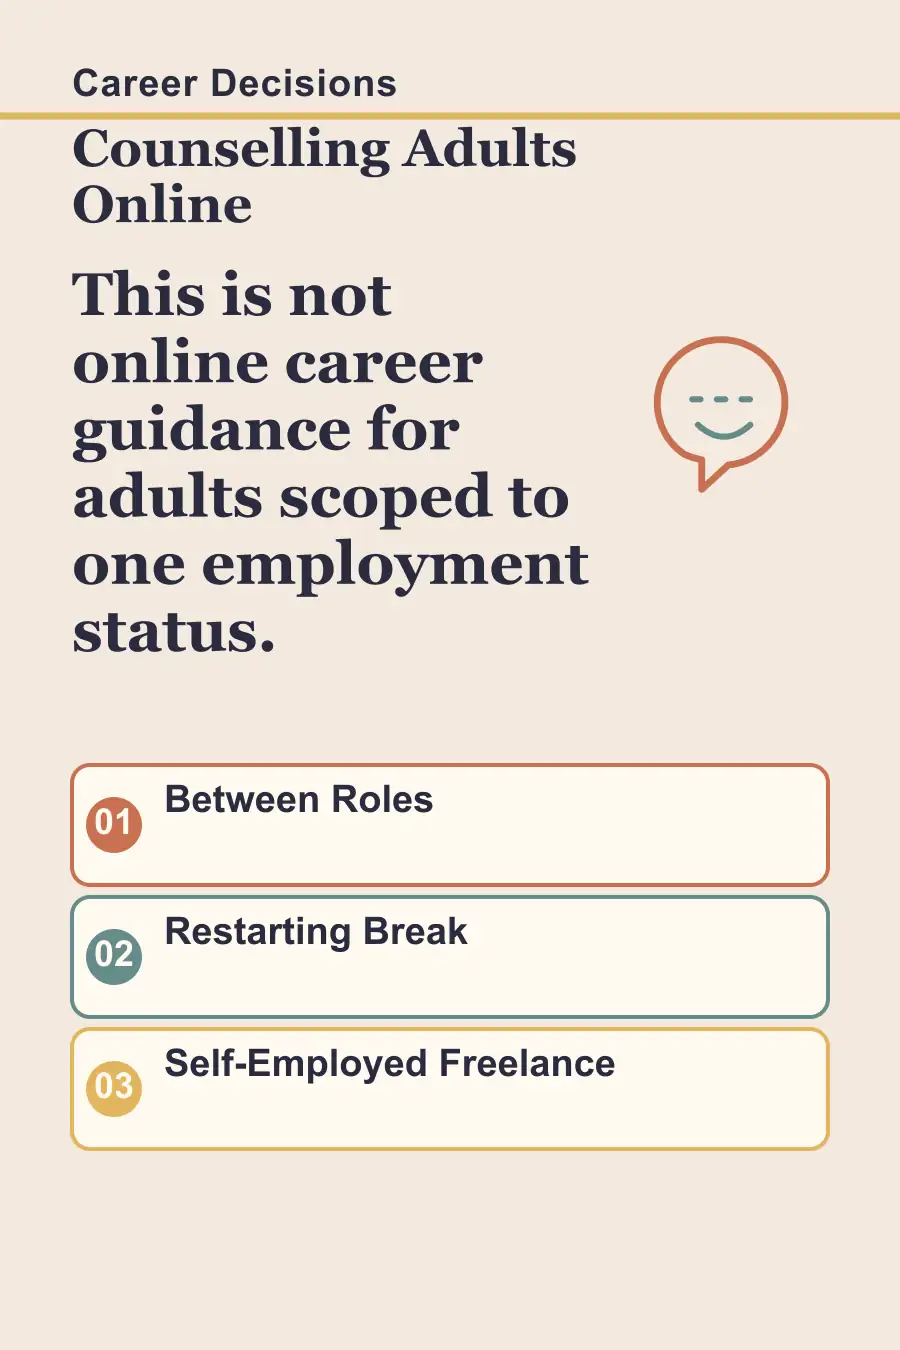 Career Decisions
Counselling Adults
Online
This is not
online career
guidance for
adults scoped to
one employment
status.
01
Between Roles
02
Restarting Break
03
Self-Employed Freelance